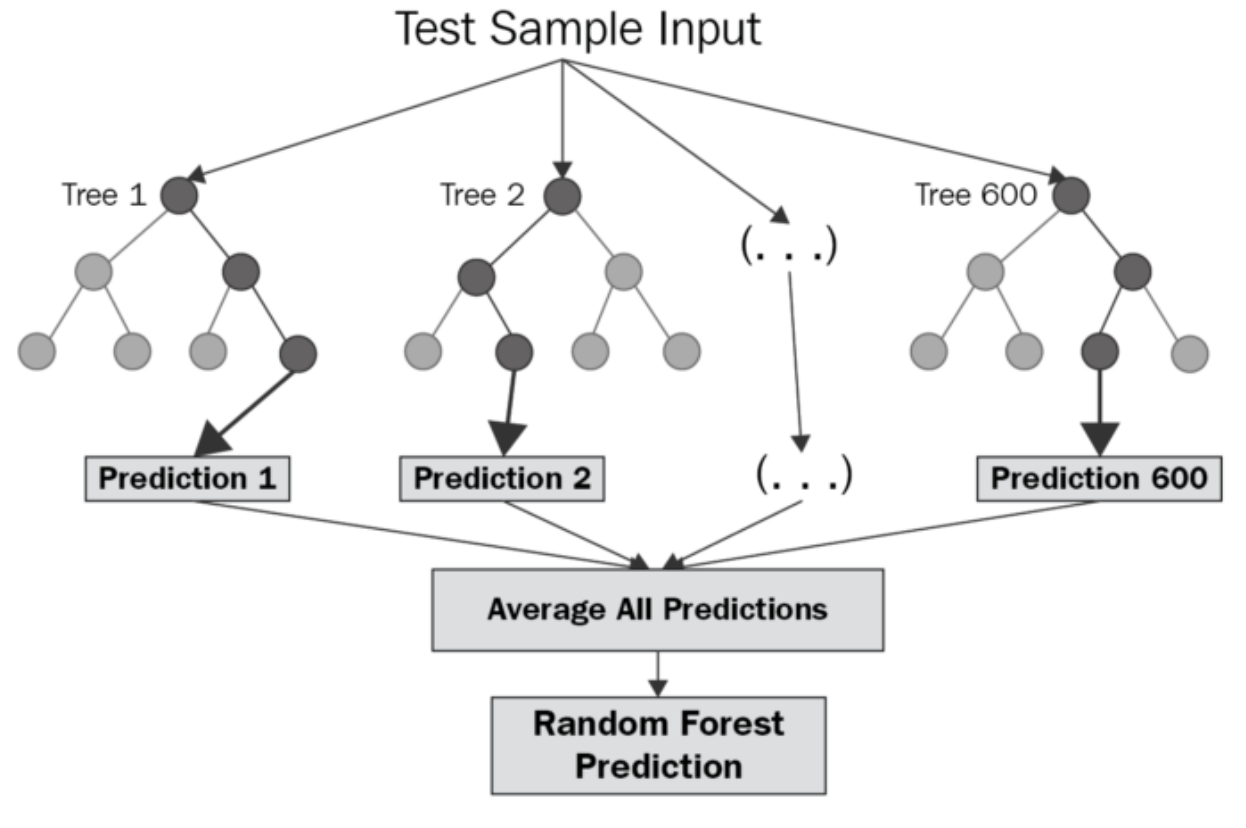 Test Sample Input
Tree 1
Tree 2
Tree 600
(. . .)
Prediction 1
Prediction 2
(. . .)
Prediction 600
Average All Predictions
Random Forest
Prediction